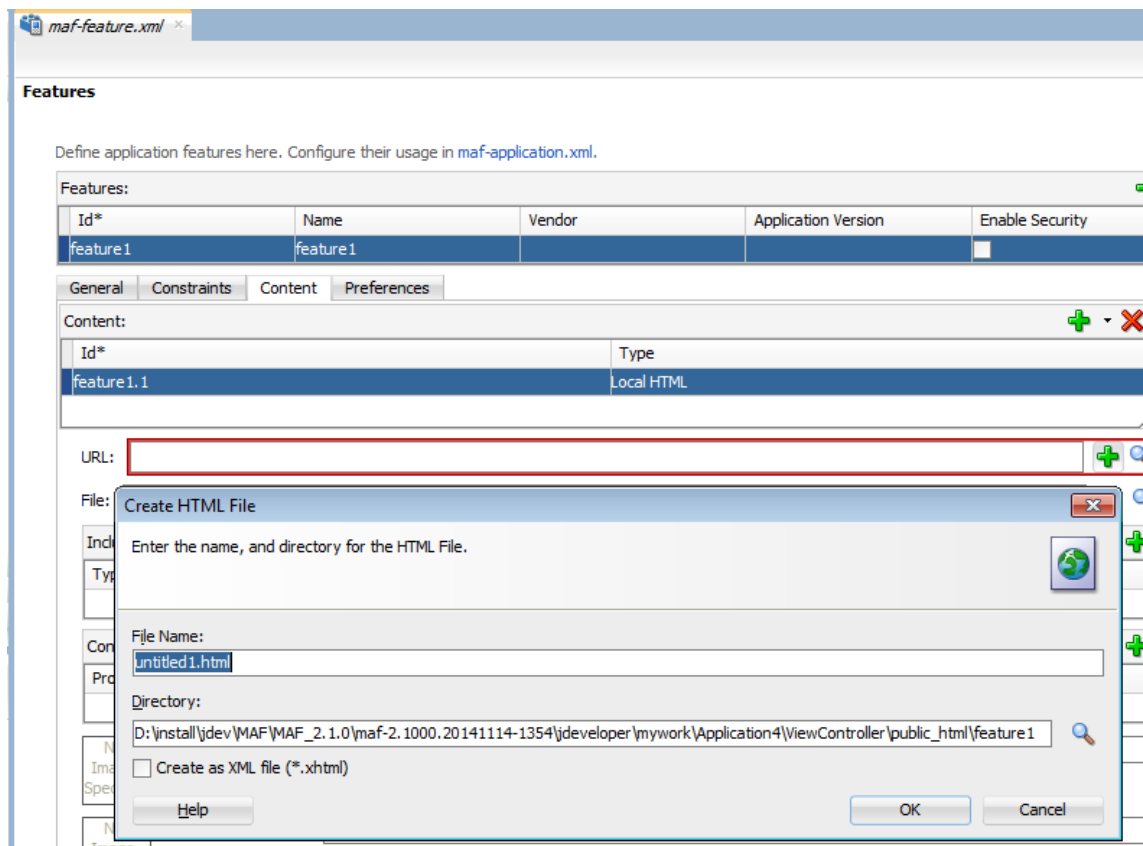 maf-feature.xml
Features
Define application features here. Configure their usage in maf-application.xml.
Features:
Id* Name Vendor Application Version Enable Security
feature1 feature1
General Constraints Content Preferences
Content:
Id* Type
feature1.1 Local HTML
URL:
File:
Create HTML File
Enter the name, and directory for the HTML File.
File Name:
untitled1.html
Directory:
D:\install\jdev\MAF\MAF_2.1.0\maf-2.1000.20141114-1354\jdeveloper\mywork\Application4\ViewController\public_html\feature1
Create as XML file (*.xhtml)
Help OK Cancel